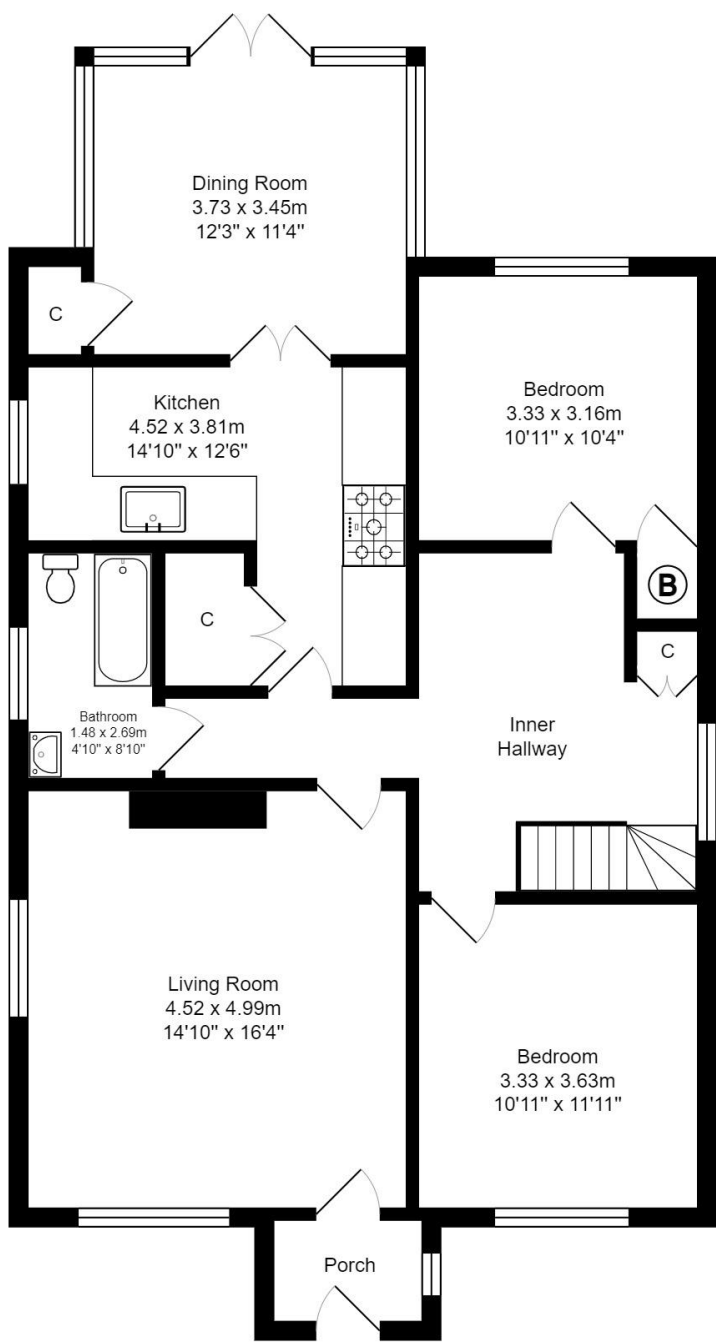 Dining Room
3.73 x 3.45m
12'3" x 11'4"
C
Kitchen
4.52 x 3.81m
14'10" x 12'6"
Bedroom
3.33 x 3.16m
10'11" x 10'4"
B
C
C
Bathroom
1.48 x 2.69m
4'10" x 8'10"
Inner
Hallway
Living Room
4.52 x 4.99m
14'10" x 16'4"
Bedroom
3.33 x 3.63m
10'11" x 11'11"
Porch